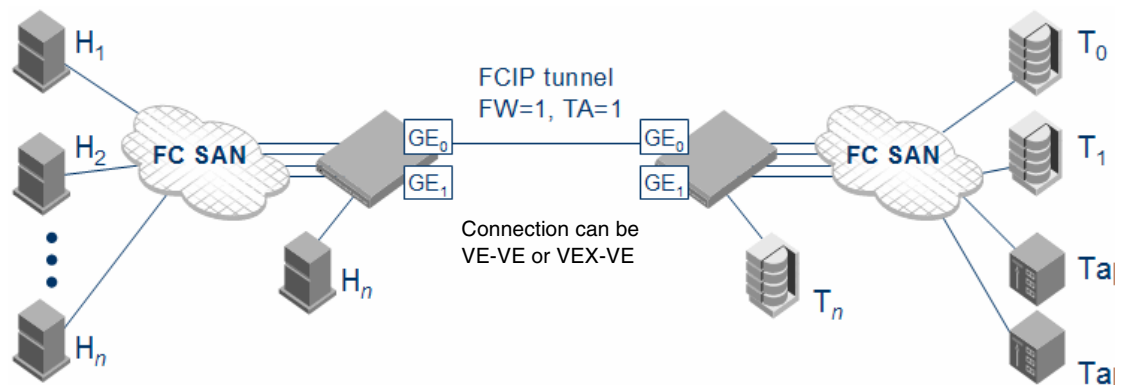 H1
H2
Hn
FC SAN
Hn
GE0
GE1
FCIP tunnel
FW=1, TA=1
Connection can be
VE-VE or VEX-VE
GE0
GE1
FC SAN
Tn
T0
T1